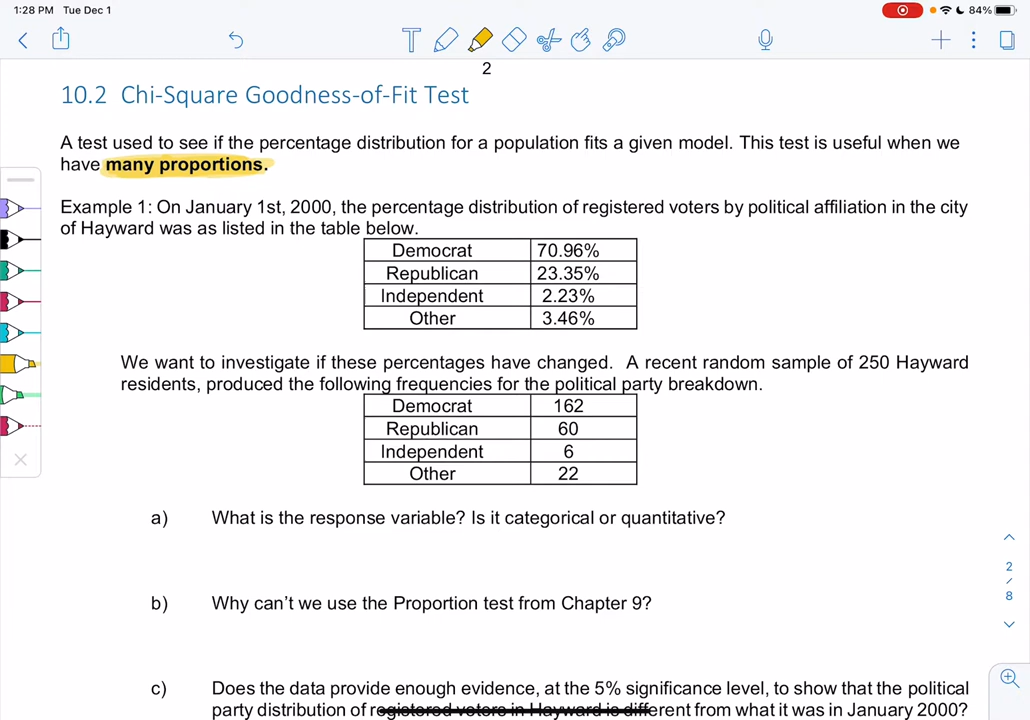 1:28 PM Tue Dec 1
84%
T
2
10.2 Chi-Square Goodness-of-Fit Test
A test used to see if the percentage distribution for a population fits a given model. This test is useful when we
have many proportions.
Example 1: On January 1st, 2000, the percentage distribution of registered voters by political affiliation in the city
of Hayward was as listed in the table below.
Democrat 70.96%
Republican 23.35%
Independent 2.23%
Other 3.46%
We want to investigate if these percentages have changed. A recent random sample of 250 Hayward
residents, produced the following frequencies for the political party breakdown.
Democrat 162
Republican 60
Independent 6
Other 22
a) What is the response variable? Is it categorical or quantitative?
b) Why can't we use the Proportion test from Chapter 9?
c) Does the data provide enough evidence, at the 5% significance level, to show that the political
party distribution of registered voters in Hayward is different from what it was in January 2000?
2
/
8